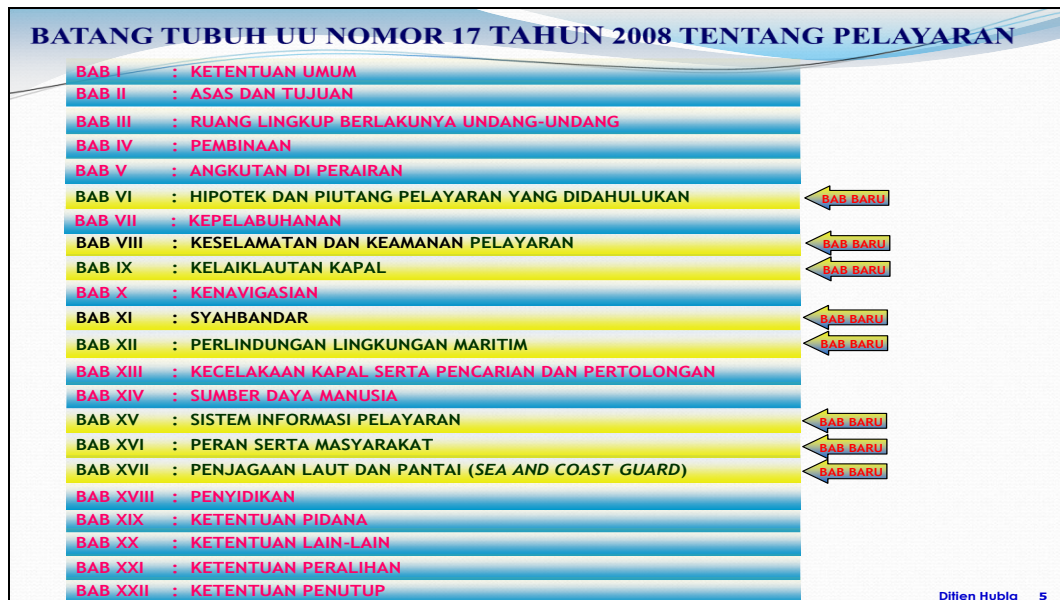 BATANG TUBUH UU NOMOR 17 TAHUN 2008 TENTANG PELAYARAN
BAB I : KETENTUAN UMUM
BAB II : ASAS DAN TUJUAN
BAB III : RUANG LINGKUP BERLAKUNYA UNDANG-UNDANG
BAB IV : PEMBINAAN
BAB V : ANGKUTAN DI PERAIRAN
BAB VI : HIPOTEK DAN PIUTANG PELAYARAN YANG DIDAHULUKAN BAB BARU
BAB VII : KEPELABUHANAN
BAB VIII : KESELAMATAN DAN KEAMANAN PELAYARAN BAB BARU
BAB IX : KELAIKLAUTAN KAPAL BAB BARU
BAB X : KENAVIGASIAN
BAB XI : SYAHBANDAR BAB BARU
BAB XII : PERLINDUNGAN LINGKUNGAN MARITIM BAB BARU
BAB XIII : KECELAKAAN KAPAL SERTA PENCARIAN DAN PERTOLONGAN
BAB XIV : SUMBER DAYA MANUSIA
BAB XV : SISTEM INFORMASI PELAYARAN BAB BARU
BAB XVI : PERAN SERTA MASYARAKAT BAB BARU
BAB XVII : PENJAGAAN LAUT DAN PANTAI (SEA AND COAST GUARD) BAB BARU
BAB XVIII : PENYIDIKAN
BAB XIX : KETENTUAN PIDANA
BAB XX : KETENTUAN LAIN-LAIN
BAB XXI : KETENTUAN PERALIHAN
BAB XXII : KETENTUAN PENUTUP
Ditjen Hubla 5